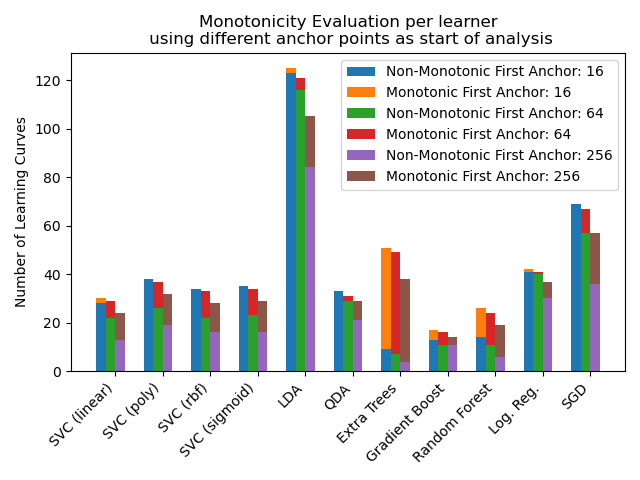 Monotonicity Evaluation per learner
using different anchor points as start of analysis
Number of Learning Curves
120
100
80
60
40
20
0
Non-Monotonic First Anchor: 16
Monotonic First Anchor: 16
Non-Monotonic First Anchor: 64
Monotonic First Anchor: 64
Non-Monotonic First Anchor: 256
Monotonic First Anchor: 256
SVC (linear)
SVC (poly)
SVC (rbf)
SVC (sigmoid)
LDA
QDA
Extra Trees
Gradient Boost
Random Forest
Log. Reg.
SGD